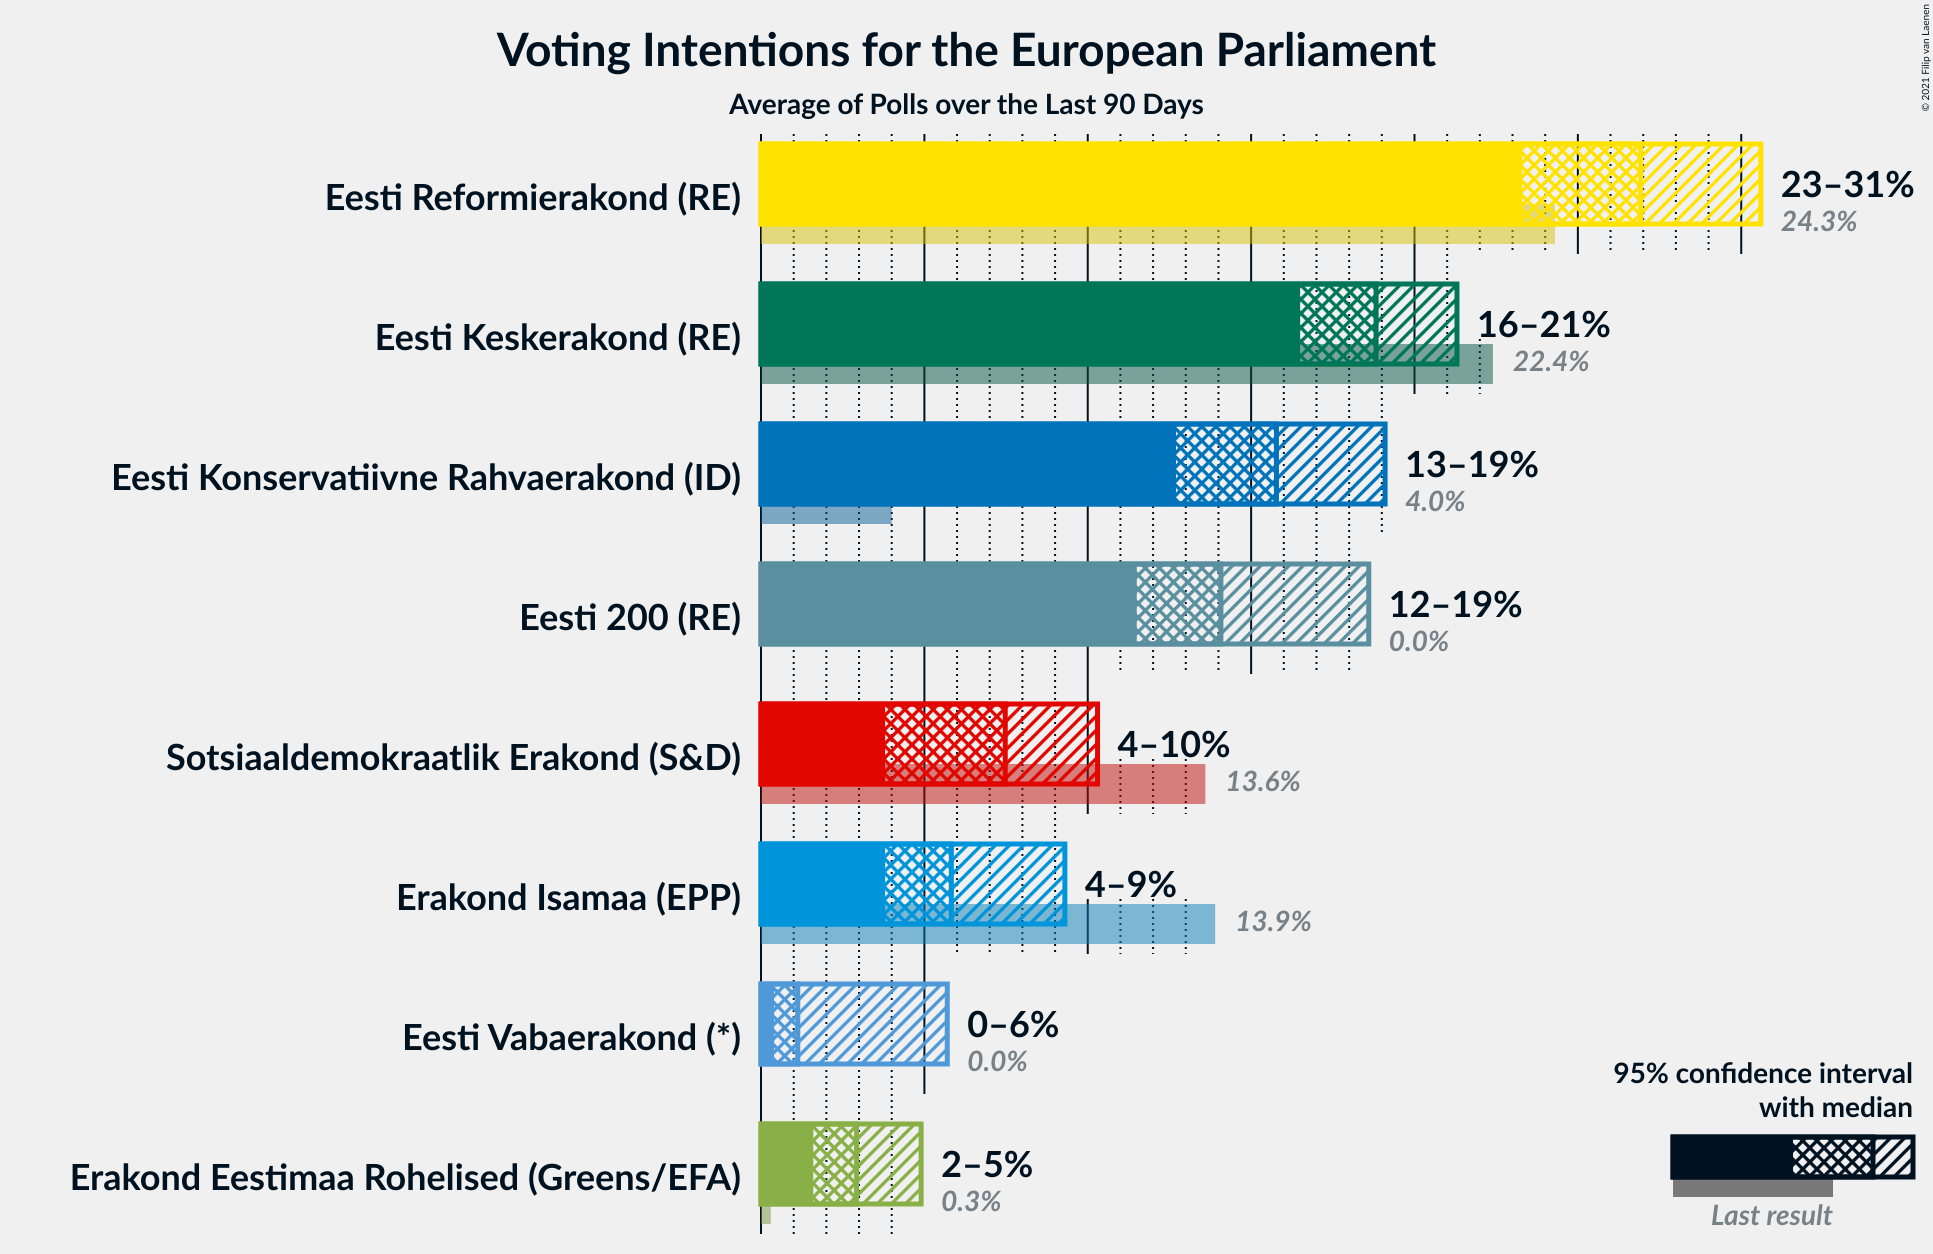 Voting Intentions for the European Parliament
Average of Polls over the Last 90 Days
© 2021 Filip van Laenen
Eesti Reformierakond (RE)
23–31%
24.3%
Eesti Keskerakond (RE)
16–21%
22.4%
Eesti Konservatiivne Rahvaerakond (ID)
13–19%
4.0%
Eesti 200 (RE)
12–19%
0.0%
Sotsiaaldemokraatlik Erakond (S&D)
4–10%
13.6%
Erakond Isamaa (EPP)
4–9%
13.9%
Eesti Vabaerakond (*)
0–6%
0.0%
Erakond Eestimaa Rohelised (Greens/EFA)
2–5%
0.3%
95% confidence interval
with median
Last result